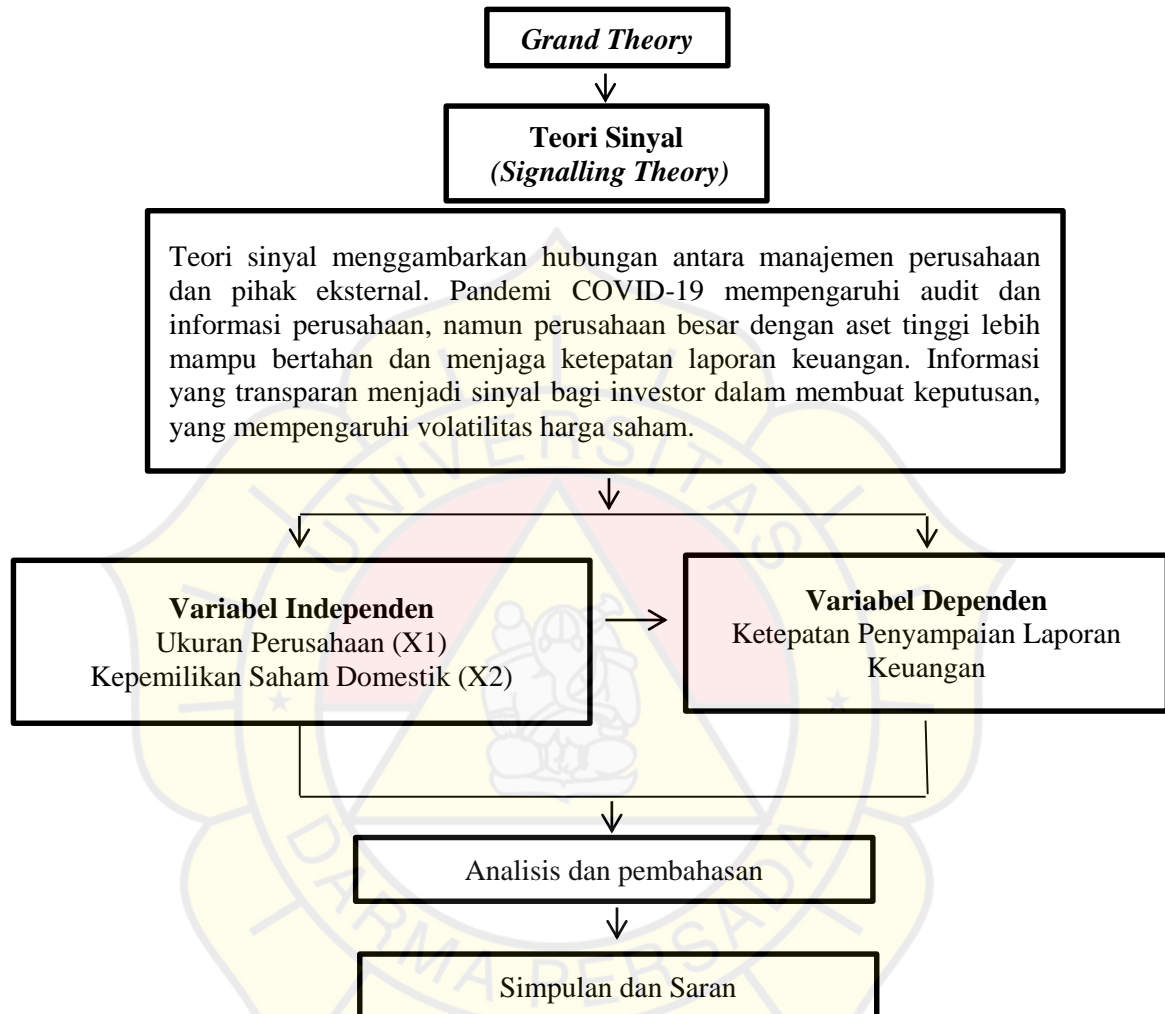 Grand Theory
Teori Sinyal
(Signalling Theory)
Teori sinyal menggambarkan hubungan antara manajemen perusahaan
dan pihak eksternal. Pandemi COVID-19 mempengaruhi audit dan
informasi perusahaan, namun perusahaan besar dengan aset tinggi lebih
mampu bertahan dan menjaga ketepatan laporan keuangan. Informasi
yang transparan menjadi sinyal bagi investor dalam membuat keputusan,
yang mempengaruhi volatilitas harga saham.
UNIVERSITAS
Variabel Independen
Ukuran Perusahaan (X1)
Kepemilikan Saham Domestik (X2)
Variabel Dependen
Ketepatan Penyampaian Laporan
Keuangan
Analisis dan pembahasan
Simpulan dan Saran
DARMA PERSADA